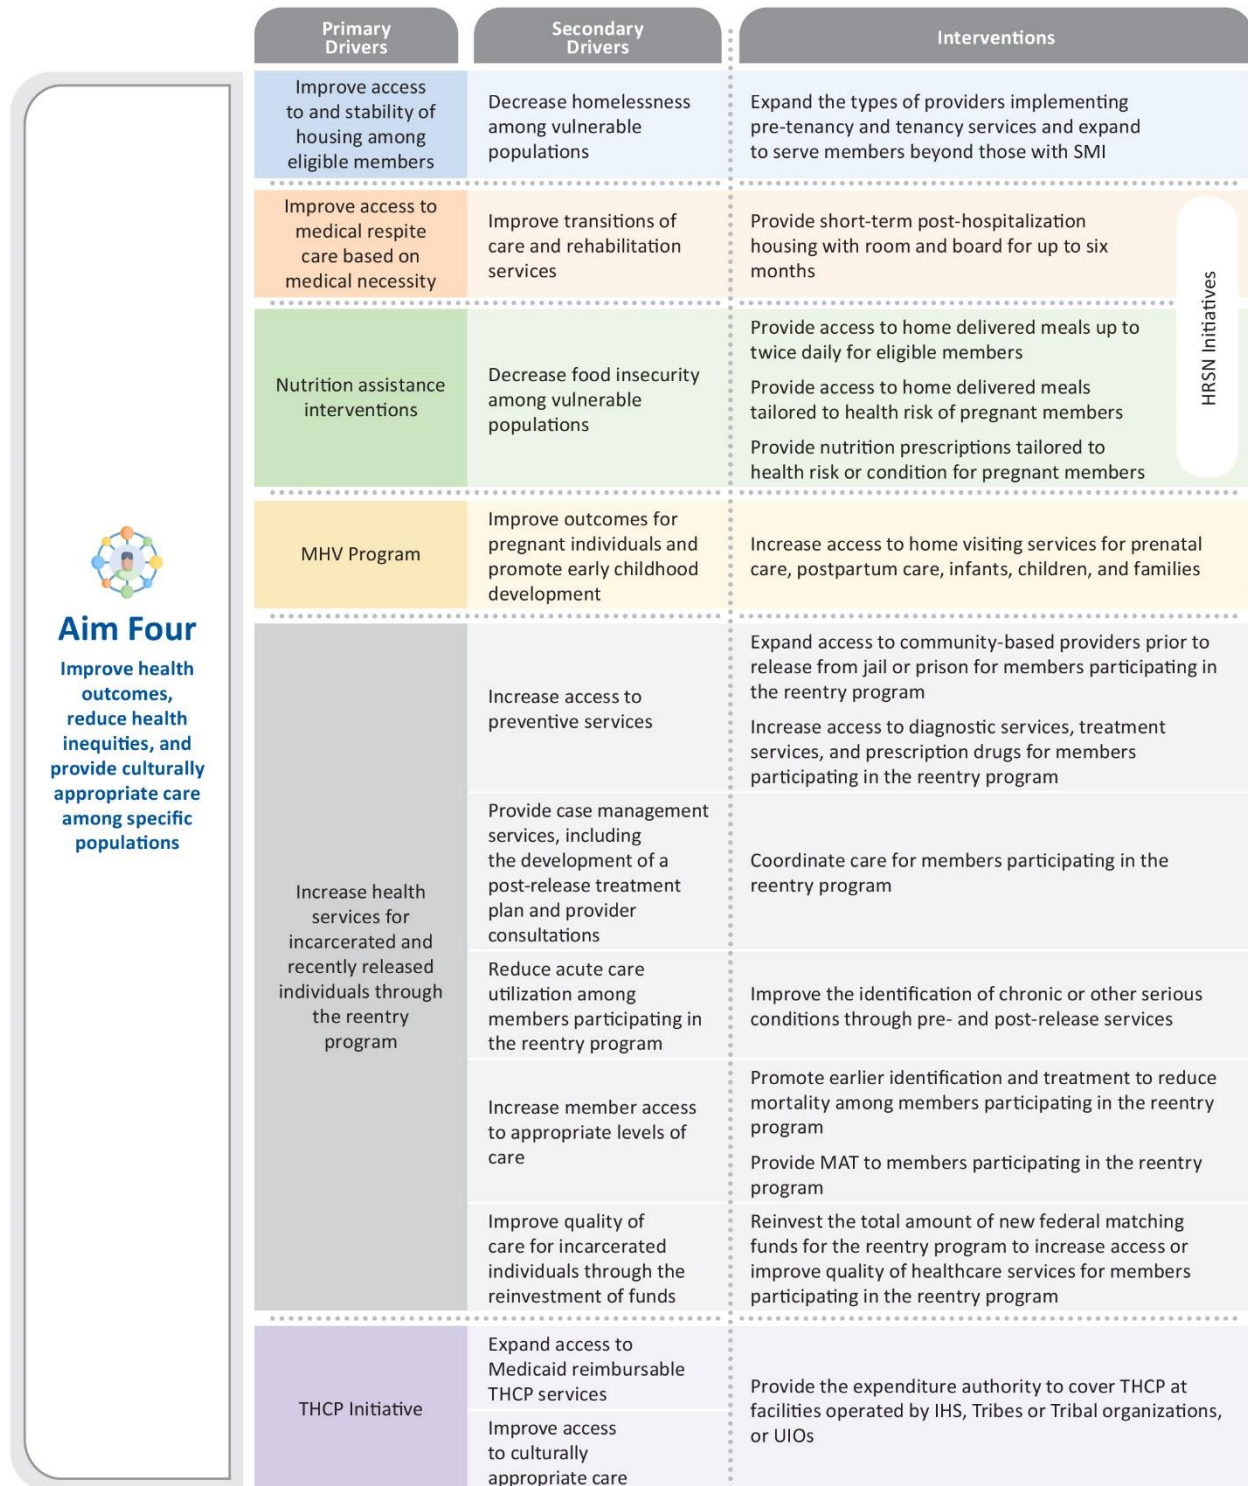 Primary
Drivers
Secondary
Drivers
Interventions
Aim Four
Improve health
outcomes,
reduce health
inequities, and
provide culturally
appropriate care
among specific
populations
Improve access
to and stability of
housing among
eligible members
Decrease homelessness
among vulnerable
populations
Expand the types of providers implementing
pre-tenancy and tenancy services and expand
to serve members beyond those with SMI
Improve access to
medical respite
care based on
medical necessity
Improve transitions of
care and rehabilitation
services
Provide short-term post-hospitalization
housing with room and board for up to six
months
HRSN Initiatives
Nutrition assistance
interventions
Decrease food insecurity
among vulnerable
populations
Provide access to home delivered meals up to
twice daily for eligible members
Provide access to home delivered meals
tailored to health risk of pregnant members
Provide nutrition prescriptions tailored to
health risk or condition for pregnant members
MHV Program
Improve outcomes for
pregnant individuals and
promote early childhood
development
Increase access to home visiting services for prenatal
care, postpartum care, infants, children, and families
Increase health
services for
incarcerated and
recently released
individuals through
the reentry
program
Increase access to
preventive services
Expand access to community-based providers prior to
release from jail or prison for members participating in
the reentry program
Increase access to diagnostic services, treatment
services, and prescription drugs for members
participating in the reentry program
Provide case management
services, including
the development of a
post-release treatment
plan and provider
consultations
Coordinate care for members participating in the
reentry program
Reduce acute care
utilization among
members participating in
the reentry program
Improve the identification of chronic or other serious
conditions through pre- and post-release services
Increase member access
to appropriate levels of
care
Promote earlier identification and treatment to reduce
mortality among members participating in the reentry
program
Provide MAT to members participating in the reentry
program
Improve quality of
care for incarcerated
individuals through the
reinvestment of funds
Reinvest the total amount of new federal matching
funds for the reentry program to increase access or
improve quality of healthcare services for members
participating in the reentry program
THCP Initiative
Expand access to
Medicaid reimbursable
THCP services
Improve access
to culturally
appropriate care
Provide the expenditure authority to cover THCP at
facilities operated by IHS, Tribes or Tribal organizations,
or UIOs